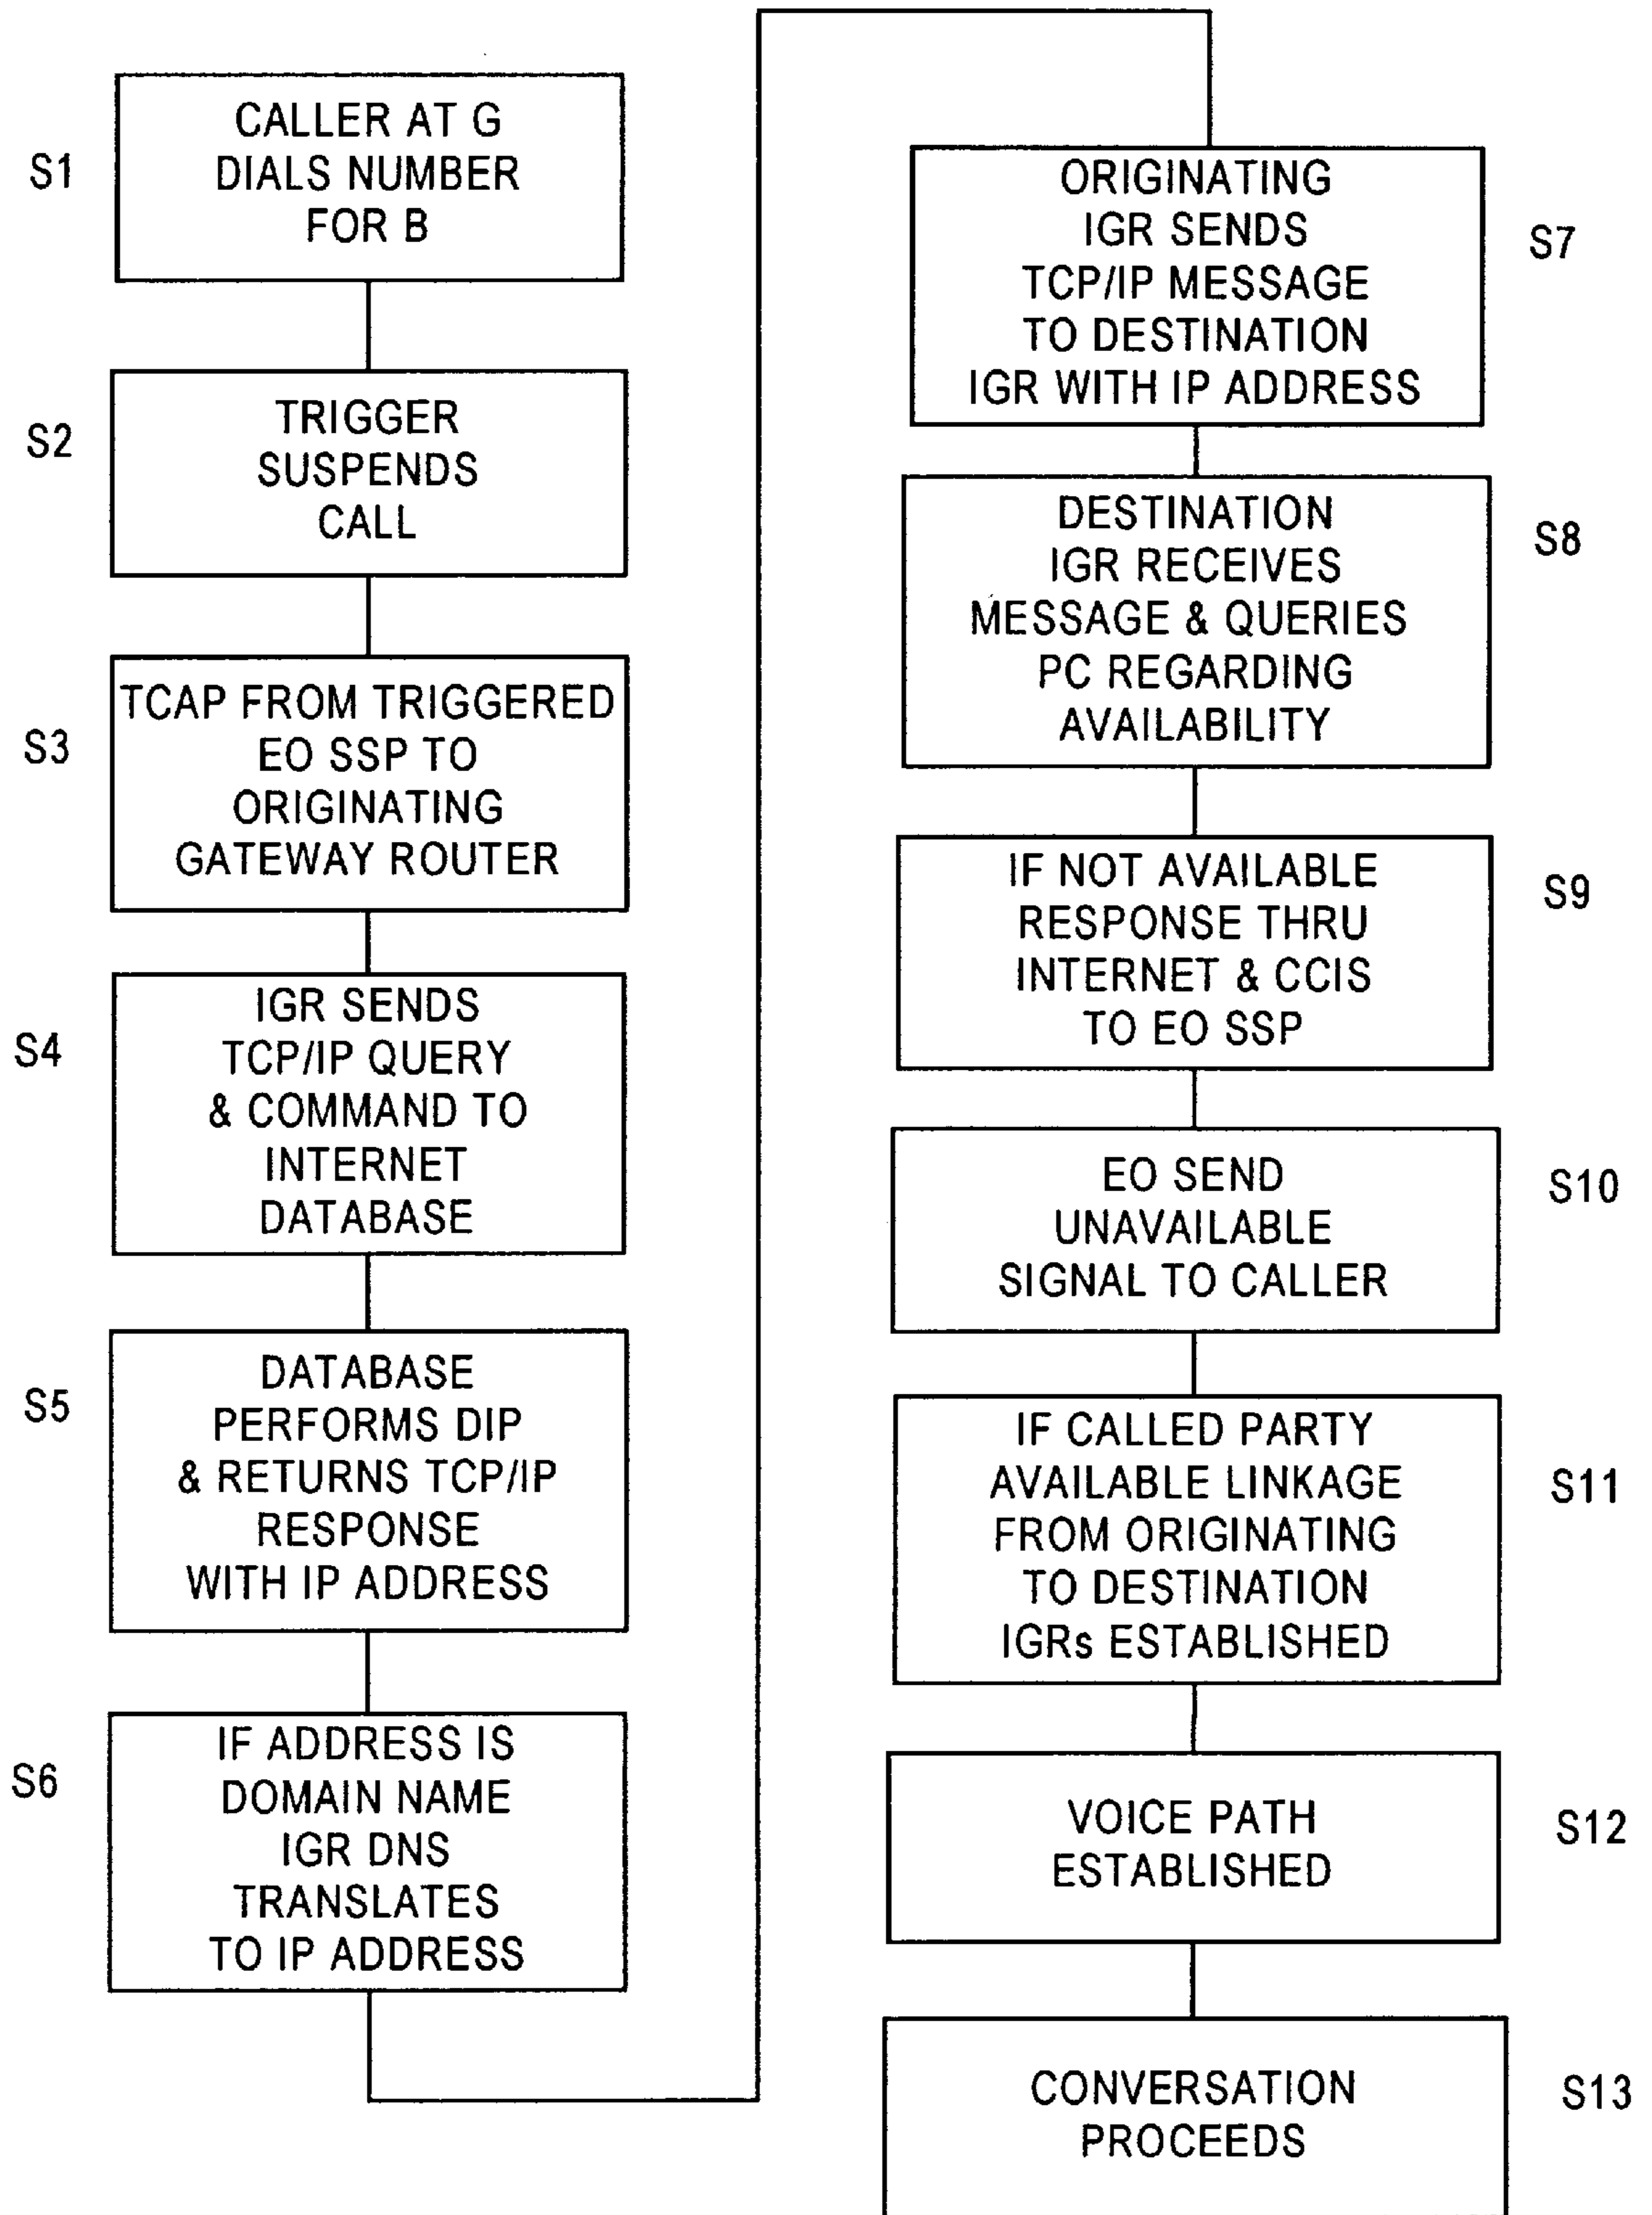 S1
CALLER AT G
DIALS NUMBER
FOR B
S2
TRIGGER
SUSPENDS
CALL
S3
TCAP FROM TRIGGERED
EO SSP TO
ORIGINATING
GATEWAY ROUTER
S4
IGR SENDS
TCP/IP QUERY
& COMMAND TO
INTERNET
DATABASE
S5
DATABASE
PERFORMS DIP
& RETURNS TCP/IP
RESPONSE
WITH IP ADDRESS
S6
IF ADDRESS IS
DOMAIN NAME
IGR DNS
TRANSLATES
TO IP ADDRESS
ORIGINATING
IGR SENDS
TCP/IP MESSAGE
TO DESTINATION
IGR WITH IP ADDRESS
S7
DESTINATION
IGR RECEIVES
MESSAGE & QUERIES
PC REGARDING
AVAILABILITY
S8
IF NOT AVAILABLE
RESPONSE THRU
INTERNET & CCIS
TO EO SSP
S9
EO SEND
UNAVAILABLE
SIGNAL TO CALLER
S10
IF CALLED PARTY
AVAILABLE LINKAGE
FROM ORIGINATING
TO DESTINATION
IGRs ESTABLISHED
S11
VOICE PATH
ESTABLISHED
S12
CONVERSATION
PROCEEDS
S13